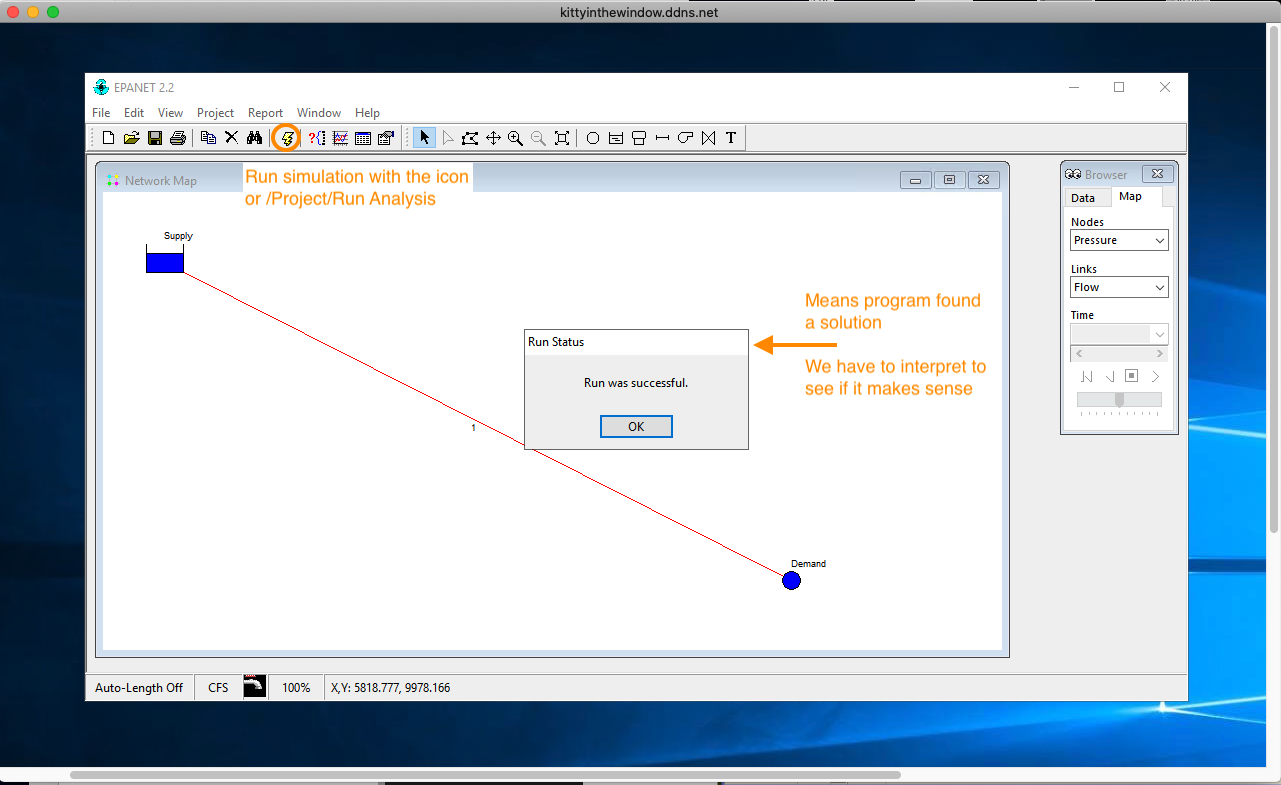 kittyinthewindow.ddns.net
EPANET 2.2
File Edit View Project Report Window Help
T
Network Map
Run simulation with the icon
or /Project/Run Analysis
Browser
Data Map
Nodes
Pressure
Links
Flow
Time
Supply
Means program found
a solution
We have to interpret to
see if it makes sense
Run Status
Run was successful.
OK
1
Demand
Auto-Length Off CFS 100% X,Y: 5818.777, 9978.166